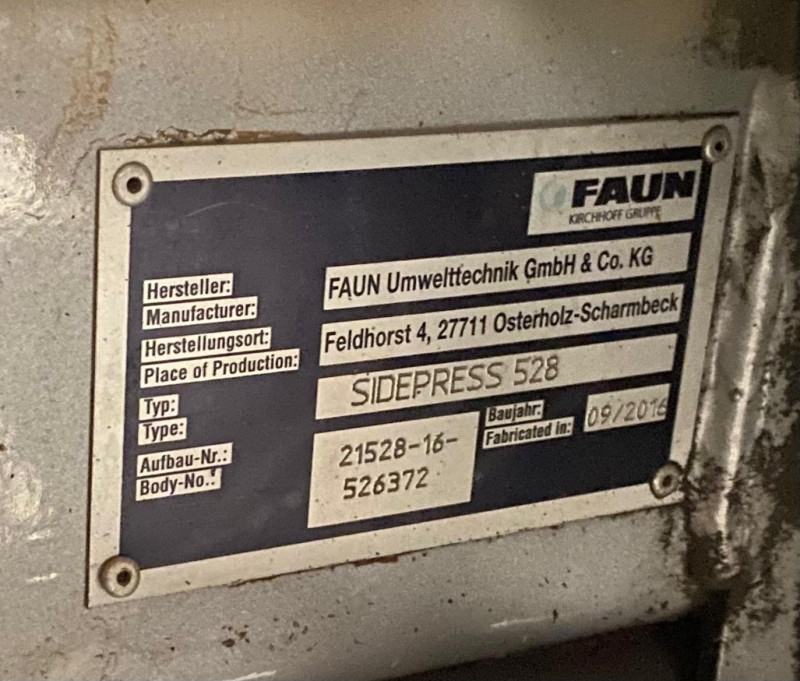 FAUN
KIRCHHOFF GRUPPE
Hersteller: FAUN Umwelttechnik GmbH & Co. KG
Manufacturer:
Herstellungsort: Feldhorst 4, 27711 Osterholz-Scharmbeck
Place of Production:
Typ: SIDEPRESS 528
Type:
Baujahr: 09/2016
Fabricated in:
Aufbau-Nr.: 21528-16-
Body-No.: 526372